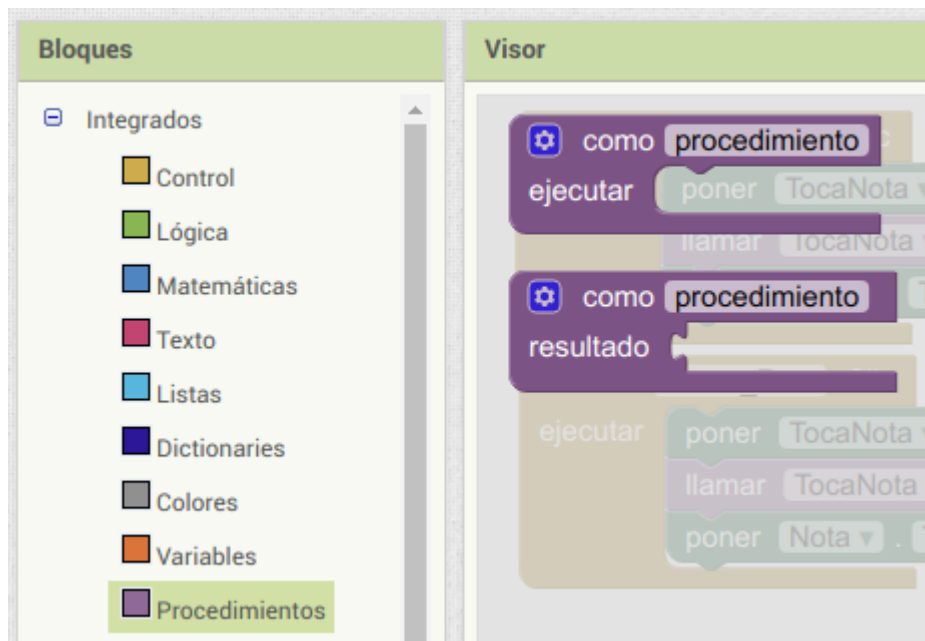 Bloques
Integrados
Control
Lógica
Matemáticas
Texto
Listas
Dictionaries
Colores
Variables
Procedimientos
Visor
como procedimiento
ejecutar poner TocaNota
llamar TocaNota
como procedimiento
resultado
ejecutar poner TocaNota
llamar TocaNota
poner Nota .